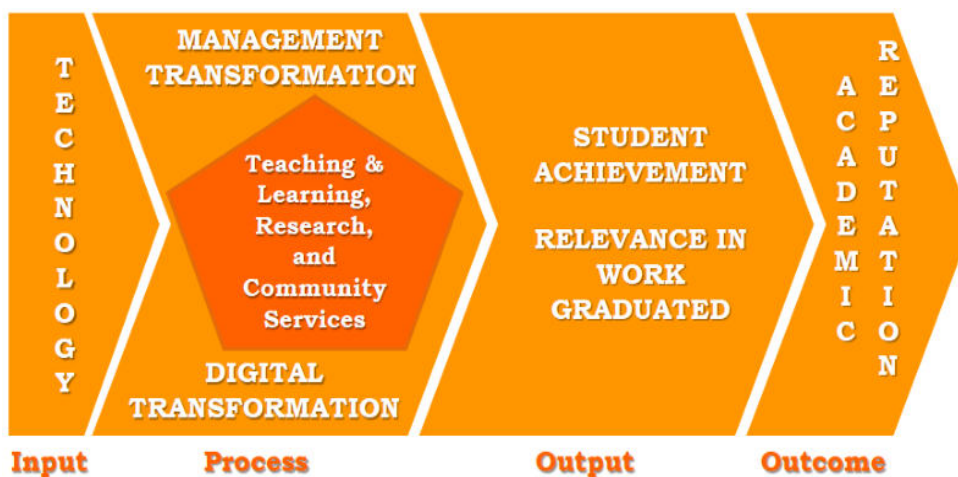 TECHNOLOGY
MANAGEMENT
TRANSFORMATION
Teaching &
Learning,
Research,
and
Community
Services
DIGITAL
TRANSFORMATION
STUDENT
ACHIEVEMENT
RELEVANCE IN
WORK
GRADUATED
ACADEMIC
REPUTATION
Input
Process
Output
Outcome